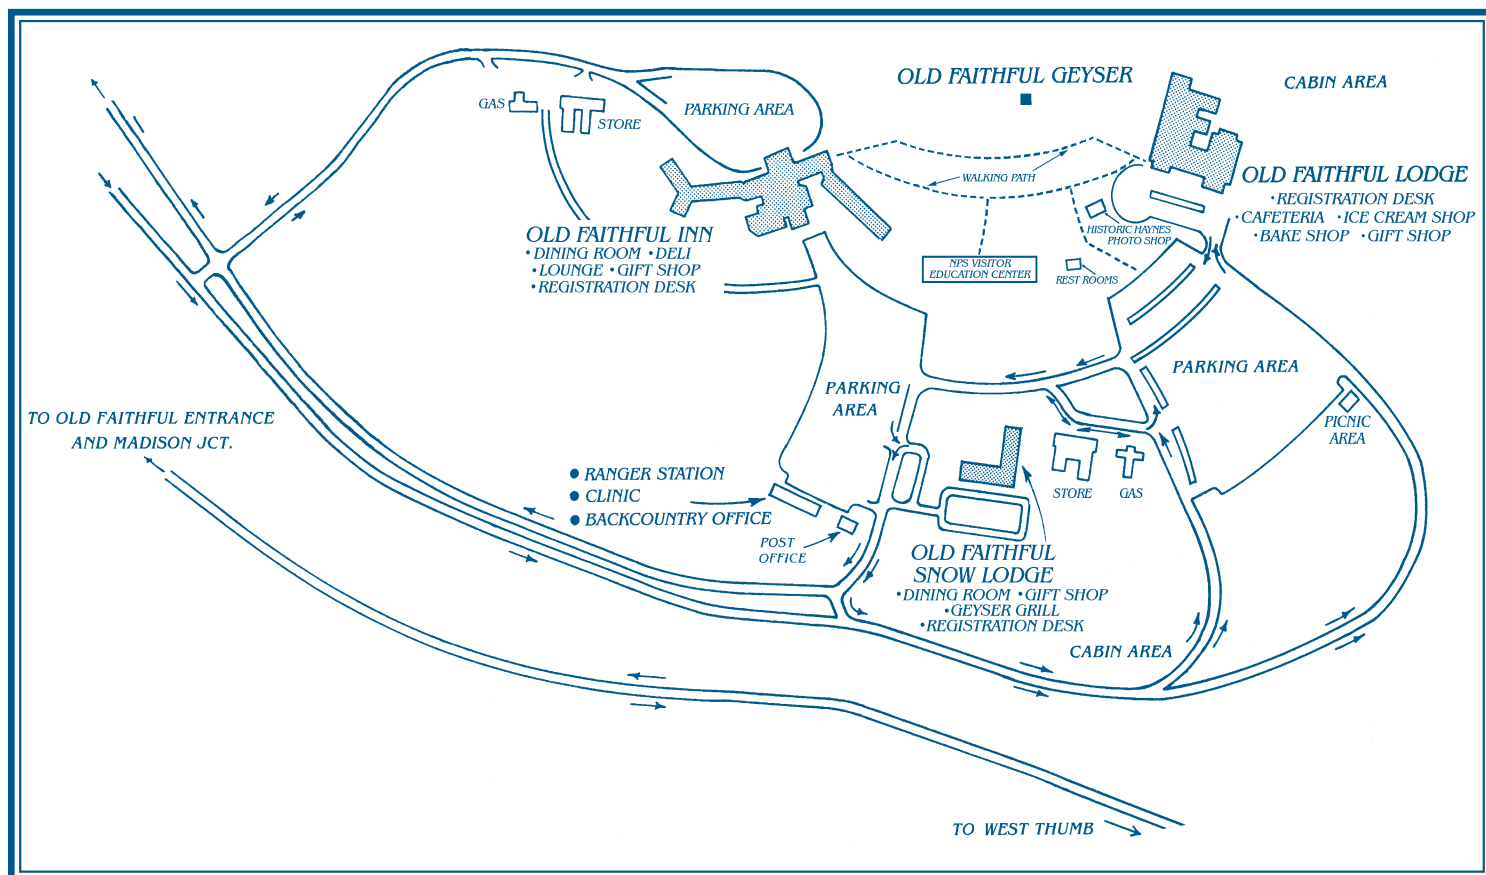 OLD FAITHFUL GEYSER
CABIN AREA
GAS
STORE
PARKING AREA
WALKING PATH
OLD FAITHFUL LODGE
•REGISTRATION DESK
•CAFETERIA •ICE CREAM SHOP
•BAKE SHOP •GIFT SHOP
HISTORIC HAYNES
PHOTO SHOP
OLD FAITHFUL INN
•DINING ROOM •DELI
•LOUNGE •GIFT SHOP
•REGISTRATION DESK
NPS VISITOR
EDUCATION CENTER
REST ROOMS
PARKING AREA
PARKING
AREA
TO OLD FAITHFUL ENTRANCE
AND MADISON JCT.
PICNIC
AREA
• RANGER STATION
• CLINIC
• BACKCOUNTRY OFFICE
STORE
GAS
POST
OFFICE
OLD FAITHFUL
SNOW LODGE
•DINING ROOM •GIFT SHOP
•GEYSER GRILL
•REGISTRATION DESK
CABIN AREA
TO WEST THUMB